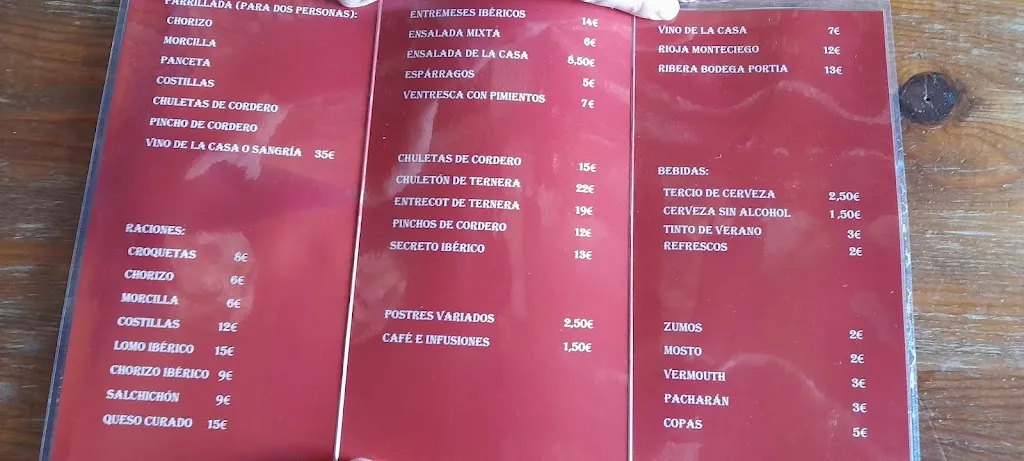 PARRILLADA (PARA DOS PERSONAS):
CHORIZO
MORCILLA
PANCETA
COSTILLAS
CHULETAS DE CORDERO
PINCHO DE CORDERO
VINO DE LA CASA O SANGRÍA 35€
RACIONES:
CROQUETAS 8€
CHORIZO 6€
MORCILLA 6€
COSTILLAS 12€
LOMO IBÉRICO 15€
CHORIZO IBÉRICO 9€
SALCHICHÓN 9€
QUESO CURADO 15€
ENTREMESES IBÉRICOS 14€
ENSALADA MIXTA 6€
ENSALADA DE LA CASA 8,50€
ESPÁRRAGOS 5€
VENTRESCA CON PIMIENTOS 7€
CHULETAS DE CORDERO 15€
CHULETÓN DE TERNERA 22€
ENTRECOT DE TERNERA 19€
PINCHOS DE CORDERO 12€
SECRETO IBÉRICO 13€
POSTRES VARIADOS 2,50€
CAFÉ E INFUSIONES 1,50€
VINO DE LA CASA 7€
RIOJA MONTECIEGO 12€
RIBERA BODEGA PORTIA 13€
BEBIDAS:
TERCIO DE CERVEZA 2,50€
CERVEZA SIN ALCOHOL 1,50€
TINTO DE VERANO 3€
REFRESCOS 2€
ZUMOS 2€
MOSTO 2€
VERMOUTH 3€
PACHARÁN 3€
COPAS 5€